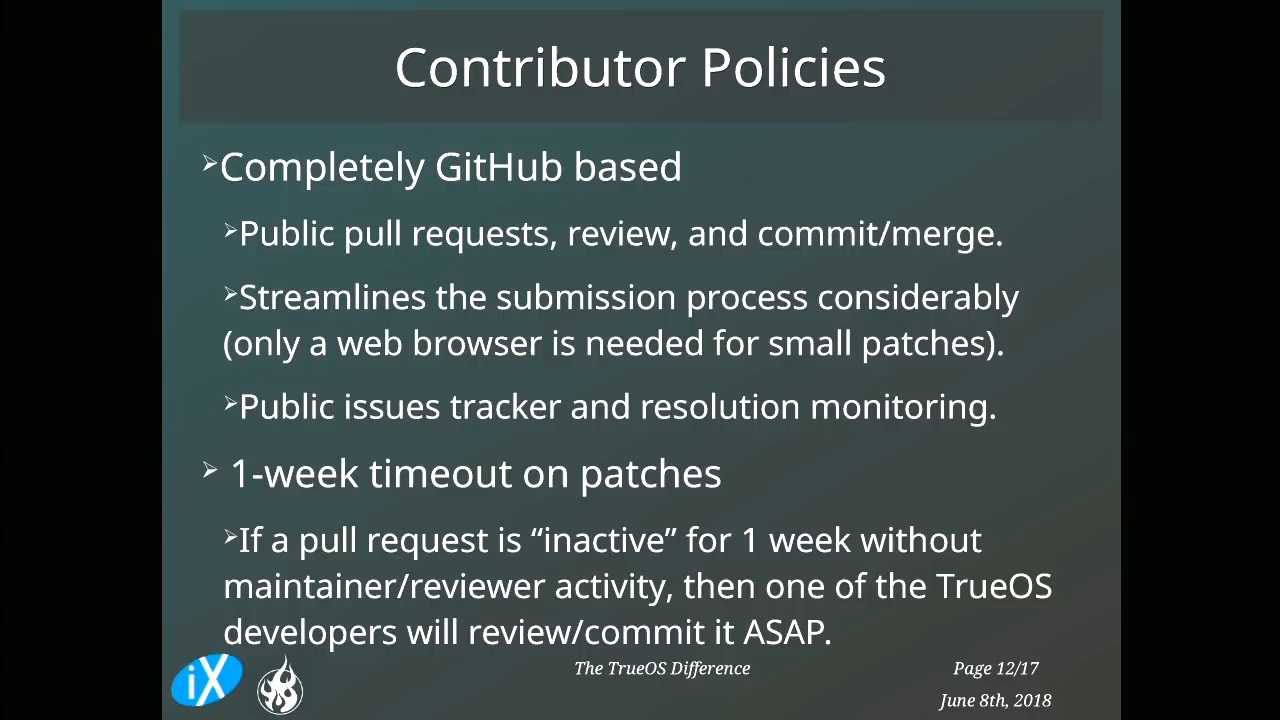 Contributor Policies
➢Completely GitHub based
➢Public pull requests, review, and commit/merge.
➢Streamlines the submission process considerably
(only a web browser is needed for small patches).
➢Public issues tracker and resolution monitoring.
➢ 1-week timeout on patches
➢If a pull request is “inactive” for 1 week without
maintainer/reviewer activity, then one of the TrueOS
developers will review/commit it ASAP.
iX
The TrueOS Difference
Page 12/17
June 8th, 2018